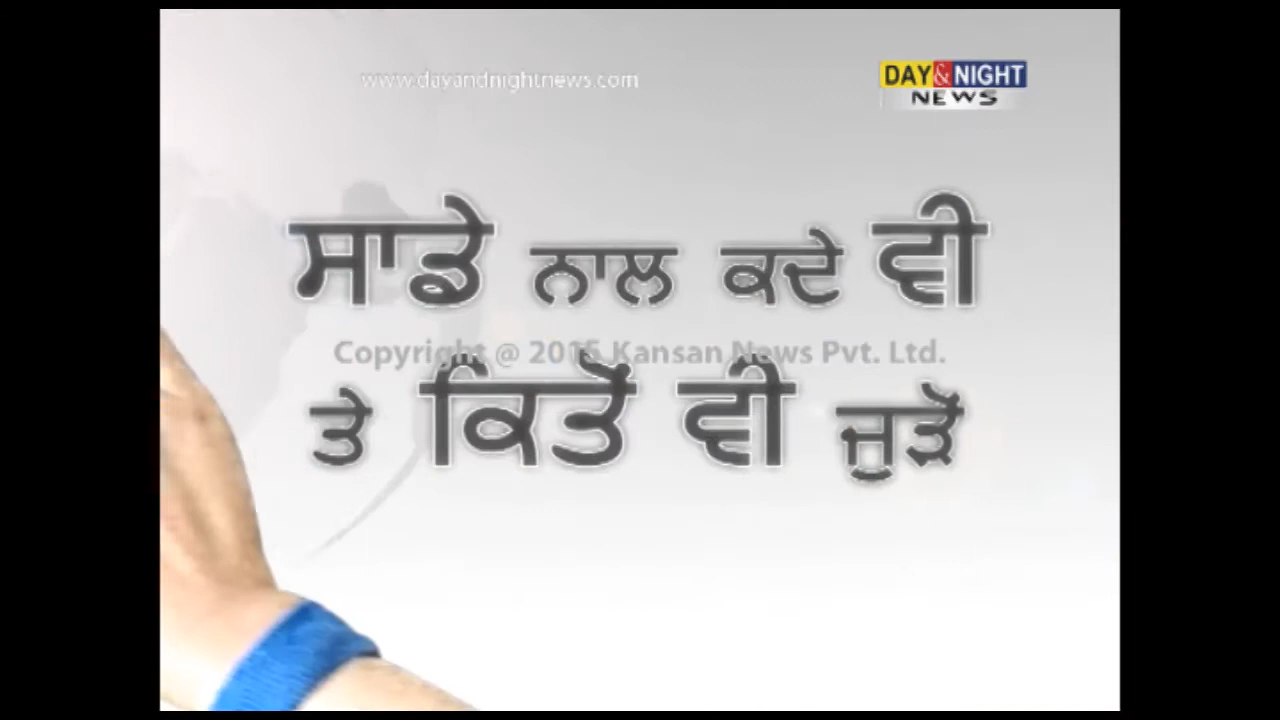 www.dayandnightnews.com
DAY&NIGHT
NEWS
ਸਾਡੇ ਨਾਲ ਕਦੇ ਵੀ
Copyright @ 2015 Kansan News Pvt. Ltd.
ਤੇ ਕਿਤੋਂ ਵੀ ਜੁੜੋਂ